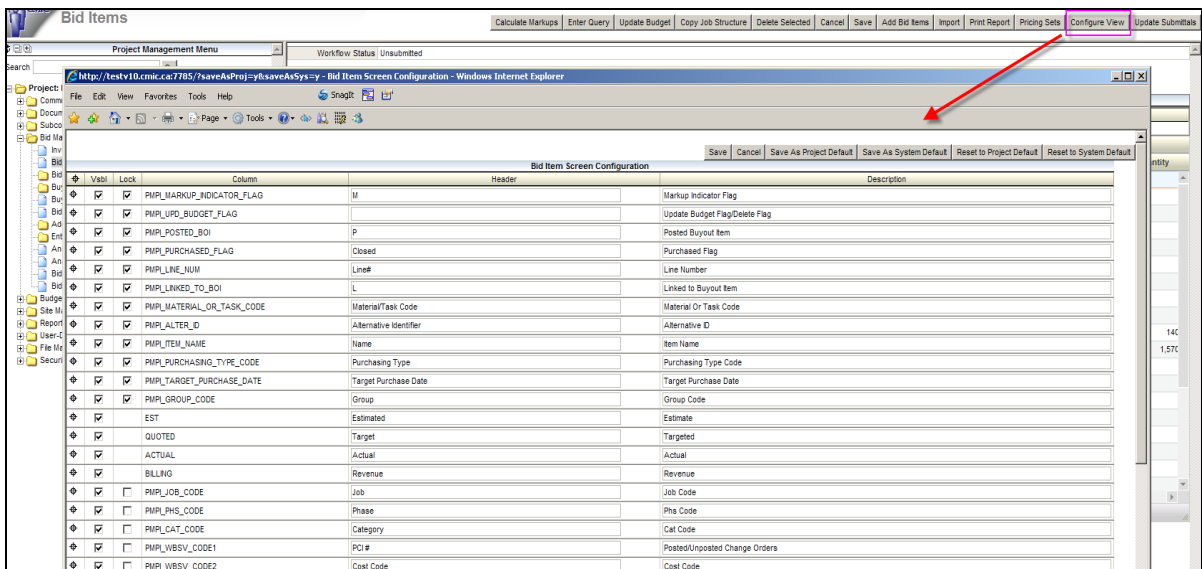 Bid Items
Calculate Markups Enter Query Update Budget Copy Job Structure Delete Selected Cancel Save Add Bid Items Import Print Report Pricing Sets Configure View Update Submittals
Project Management Menu
Workflow Status Unsubmitted
Search
http://testv10.cmic.ca:7785/?saveAsProj=y&saveAsSys=y - Bid Item Screen Configuration - Windows Internet Explorer
File Edit View Favorites Tools Help SnagIt
Page Tools
Project:
Save Cancel Save As Project Default Save As System Default Reset to Project Default Reset to System Default
Bid Item Screen Configuration
Vsbl Lock Column Header Description
PMPI_MARKUP_INDICATOR_FLAG M Markup Indicator Flag
PMPI_UPD_BUDGET_FLAG Update Budget Flag/Delete Flag
PMPI_POSTED_BOI P Posted Buyout Item
PMPI_PURCHASED_FLAG Closed Purchased Flag
PMPI_LINE_NUM Line# Line Number
PMPI_LINKED_TO_BOI L Linked to Buyout Item
PMPI_MATERIAL_OR_TASK_CODE Material/Task Code Material Or Task Code
PMPI_ALTER_ID Alternative Identifier Alternative ID
PMPI_ITEM_NAME Name Item Name
PMPI_PURCHASING_TYPE_CODE Purchasing Type Purchasing Type Code
PMPI_TARGET_PURCHASE_DATE Target Purchase Date Target Purchase Date
PMPI_GROUP_CODE Group Group Code
EST Estimated Estimate
QUOTED Target Targeted
ACTUAL Actual Actual
BILLING Revenue Revenue
PMPI_JOB_CODE Job Job Code
PMPI_PHS_CODE Phase Phs Code
PMPI_CAT_CODE Category Cat Code
PMPI_WBSV_CODE1 PCI # Posted/Unposted Change Orders
PMPI_WBSV_CODE2 Cost Code Cost Code
140